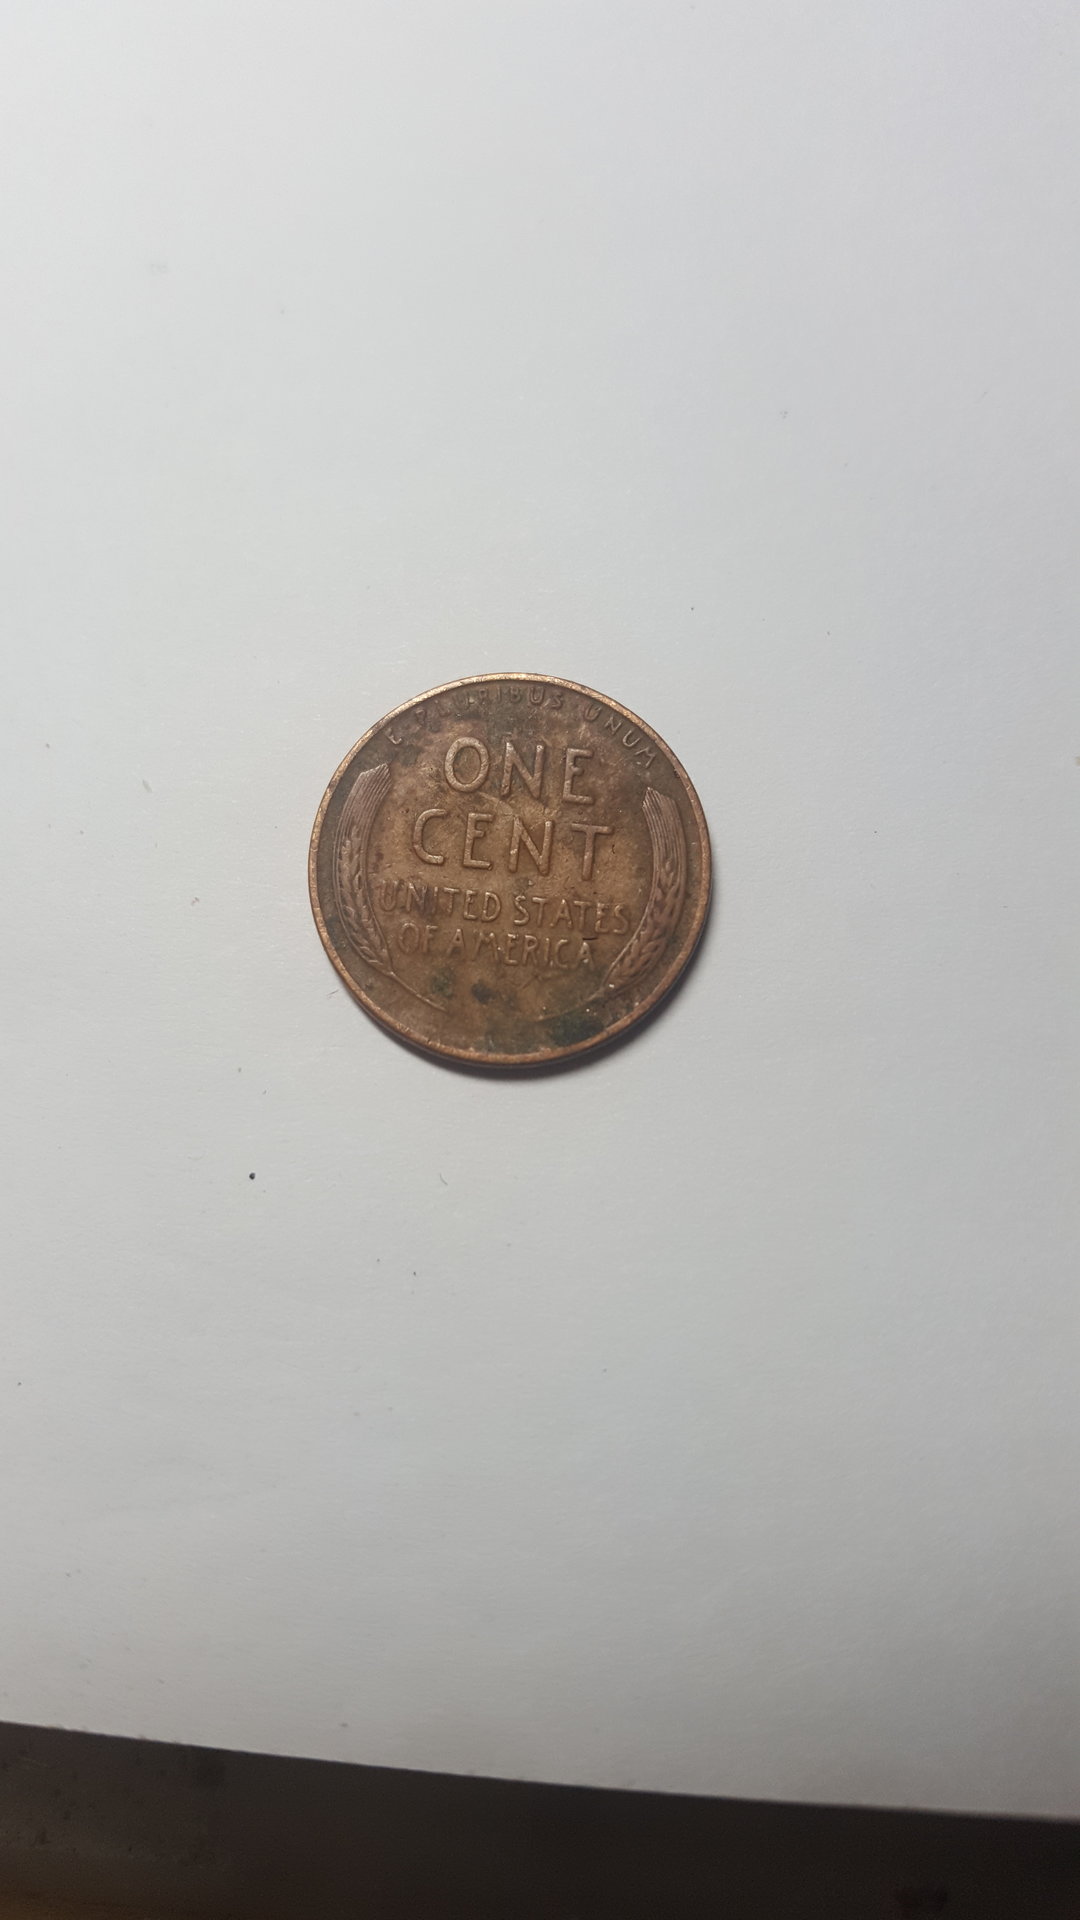 E PLURIBUS UNUM
ONE
CENT
UNITED STATES
OF AMERICA